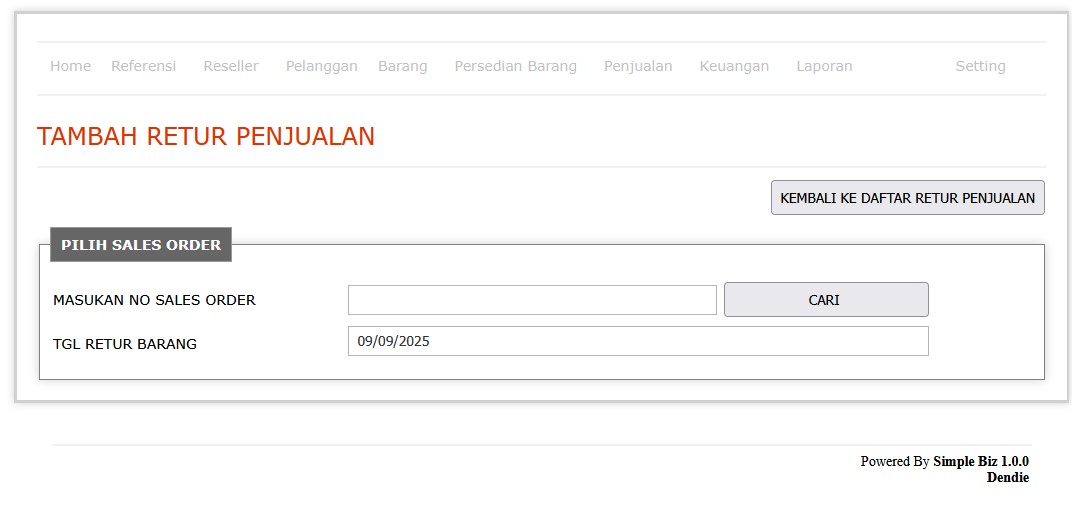 Home Referensi Reseller Pelanggan Barang Persedian Barang Penjualan Keuangan Laporan Setting
TAMBAH RETUR PENJUALAN
KEMBALI KE DAFTAR RETUR PENJUALAN
PILIH SALES ORDER
MASUKAN NO SALES ORDER CARI
TGL RETUR BARANG 09/09/2025
Powered By Simple Biz 1.0.0
Dendie